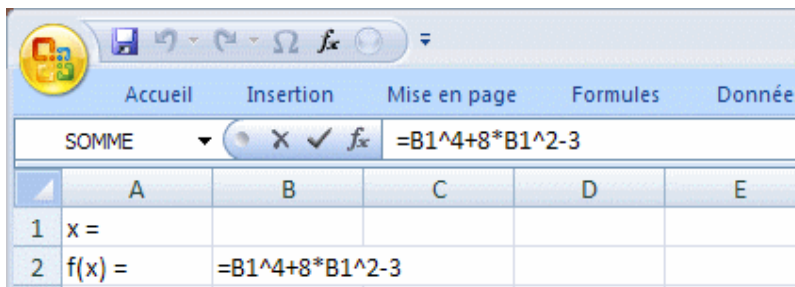 Accueil Insertion Mise en page Formules Donnée
SOMME fx =B1^4+8*B1^2-3
A B C D E
1 x =
2 f(x) = =B1^4+8*B1^2-3